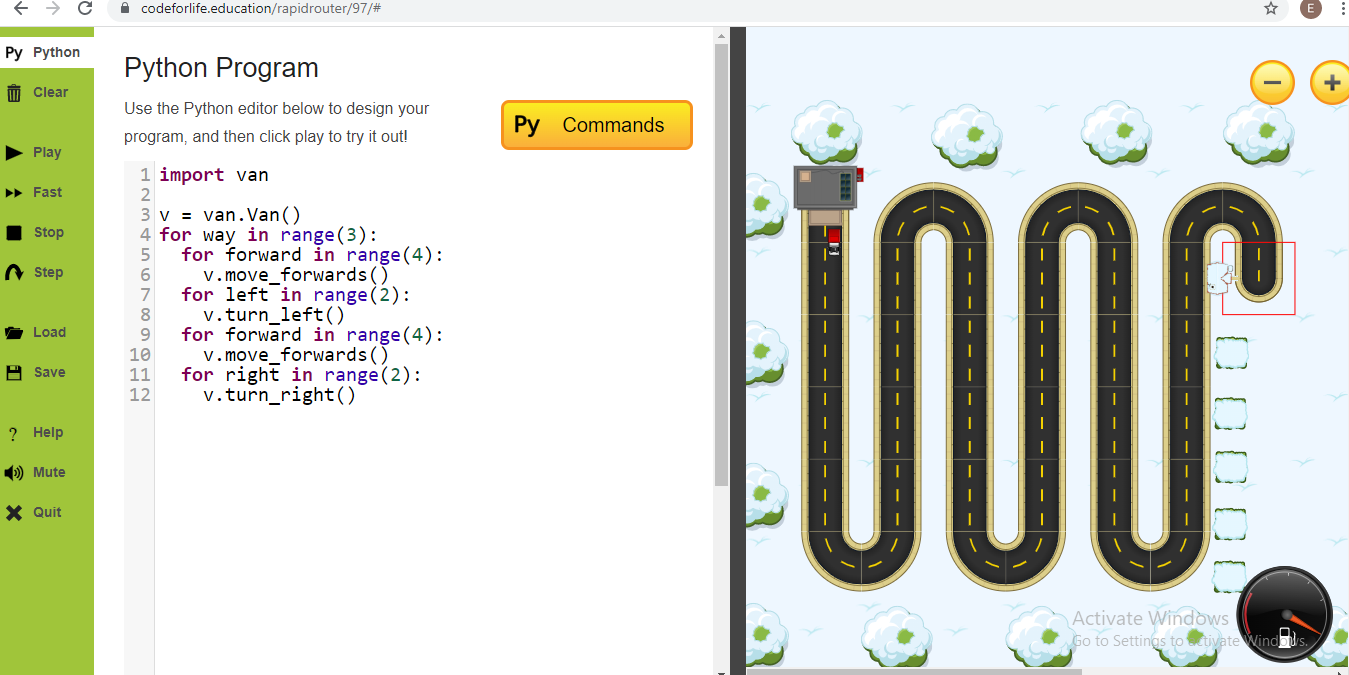 codeforlife.education/rapidrouter/97/#
E
Py Python
Clear
Play
Fast
Stop
Step
Load
Save
? Help
Mute
Quit
Python Program
Use the Python editor below to design your
program, and then click play to try it out!
Py Commands
1 import van
2
3 v = van.Van()
4 for way in range(3):
5   for forward in range(4):
6     v.move_forwards()
7   for left in range(2):
8     v.turn_left()
9   for forward in range(4):
10     v.move_forwards()
11   for right in range(2):
12     v.turn_right()
Activate Windows
Go to Settings to activate Windows.